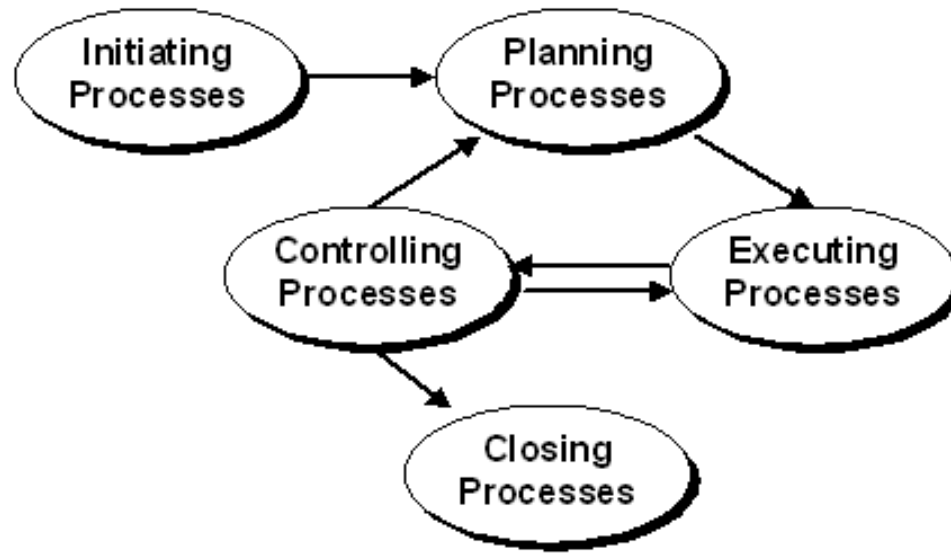 Initiating
Processes
Planning
Processes
Controlling
Processes
Executing
Processes
Closing
Processes